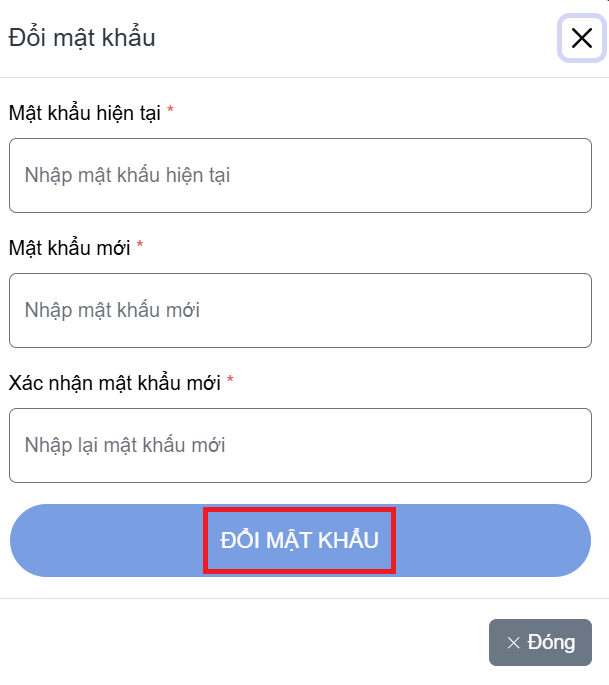 Đổi mật khẩu
Mật khẩu hiện tại *
Nhập mật khẩu hiện tại
Mật khẩu mới *
Nhập mật khẩu mới
Xác nhận mật khẩu mới *
Nhập lại mật khẩu mới
ĐỔI MẬT KHẨU
Đóng